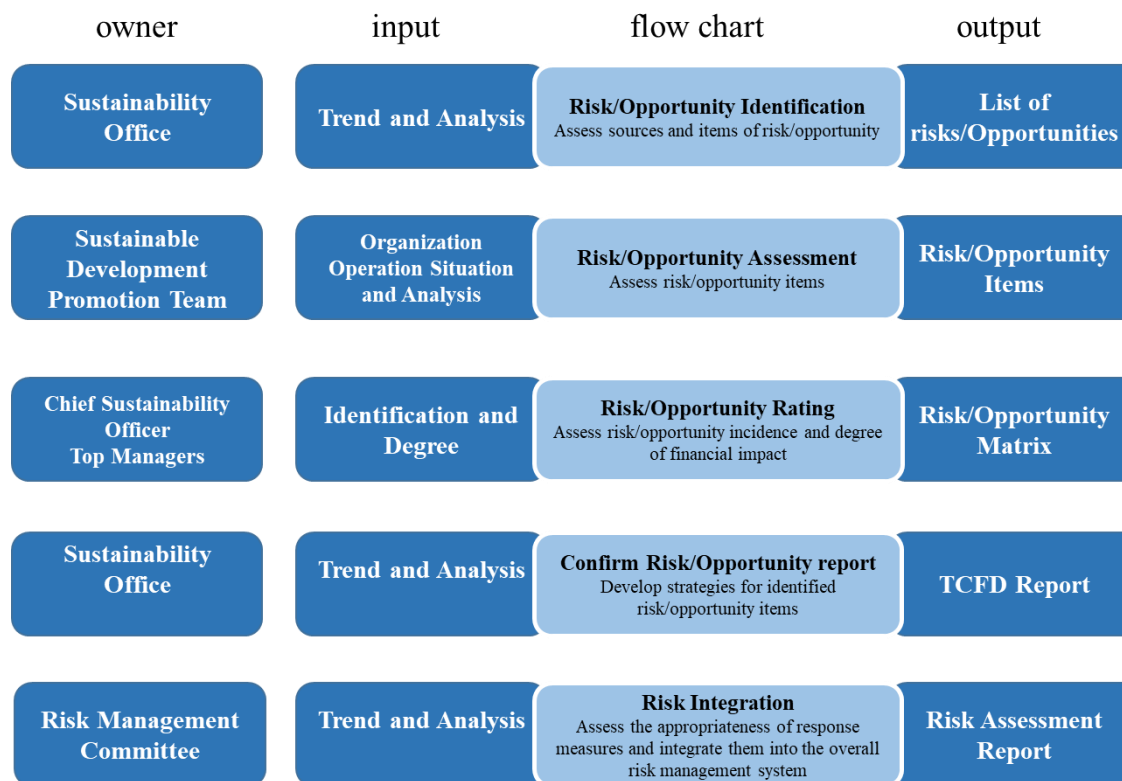 owner input flow chart output
Sustainability
Office
Trend and Analysis
Risk/Opportunity Identification
Assess sources and items of risk/opportunity
List of
risks/Opportunities
Sustainable
Development
Promotion Team
Organization
Operation Situation
and Analysis
Risk/Opportunity Assessment
Assess risk/opportunity items
Risk/Opportunity
Items
Chief Sustainability
Officer
Top Managers
Identification and
Degree
Risk/Opportunity Rating
Assess risk/opportunity incidence and degree
of financial impact
Risk/Opportunity
Matrix
Sustainability
Office
Trend and Analysis
Confirm Risk/Opportunity report
Develop strategies for identified
risk/opportunity items
TCFD Report
Risk Management
Committee
Trend and Analysis
Risk Integration
Assess the appropriateness of response
measures and integrate them into the overall
risk management system
Risk Assessment
Report